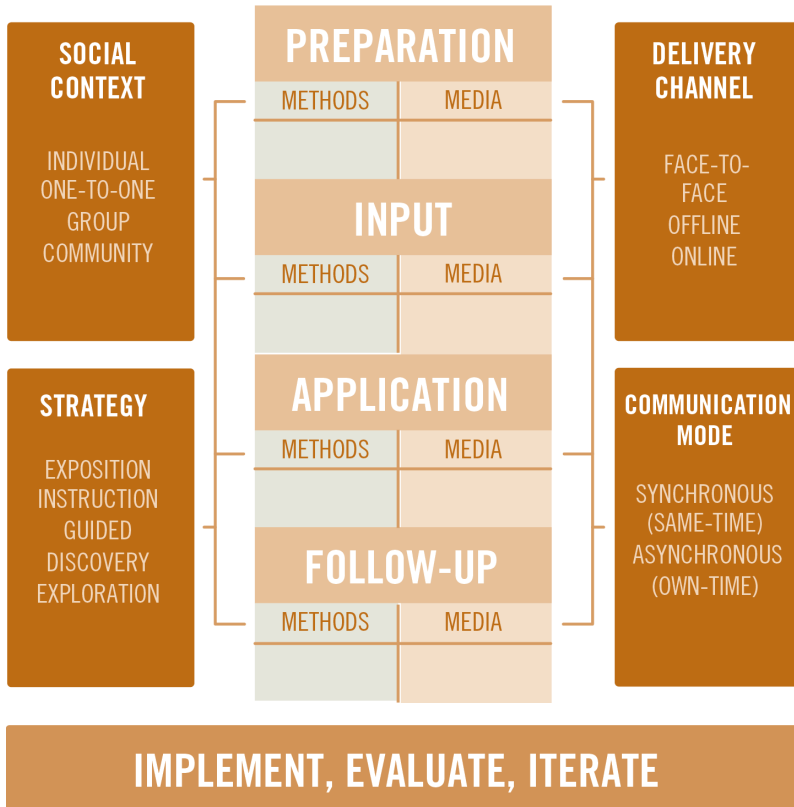 SOCIAL
CONTEXT
INDIVIDUAL
ONE-TO-ONE
GROUP
COMMUNITY
STRATEGY
EXPOSITION
INSTRUCTION
GUIDED
DISCOVERY
EXPLORATION
PREPARATION
METHODS MEDIA
INPUT
METHODS MEDIA
APPLICATION
METHODS MEDIA
FOLLOW-UP
METHODS MEDIA
DELIVERY
CHANNEL
FACE-TO-
FACE
OFFLINE
ONLINE
COMMUNICATION
MODE
SYNCHRONOUS
(SAME-TIME)
ASYNCHRONOUS
(OWN-TIME)
IMPLEMENT, EVALUATE, ITERATE